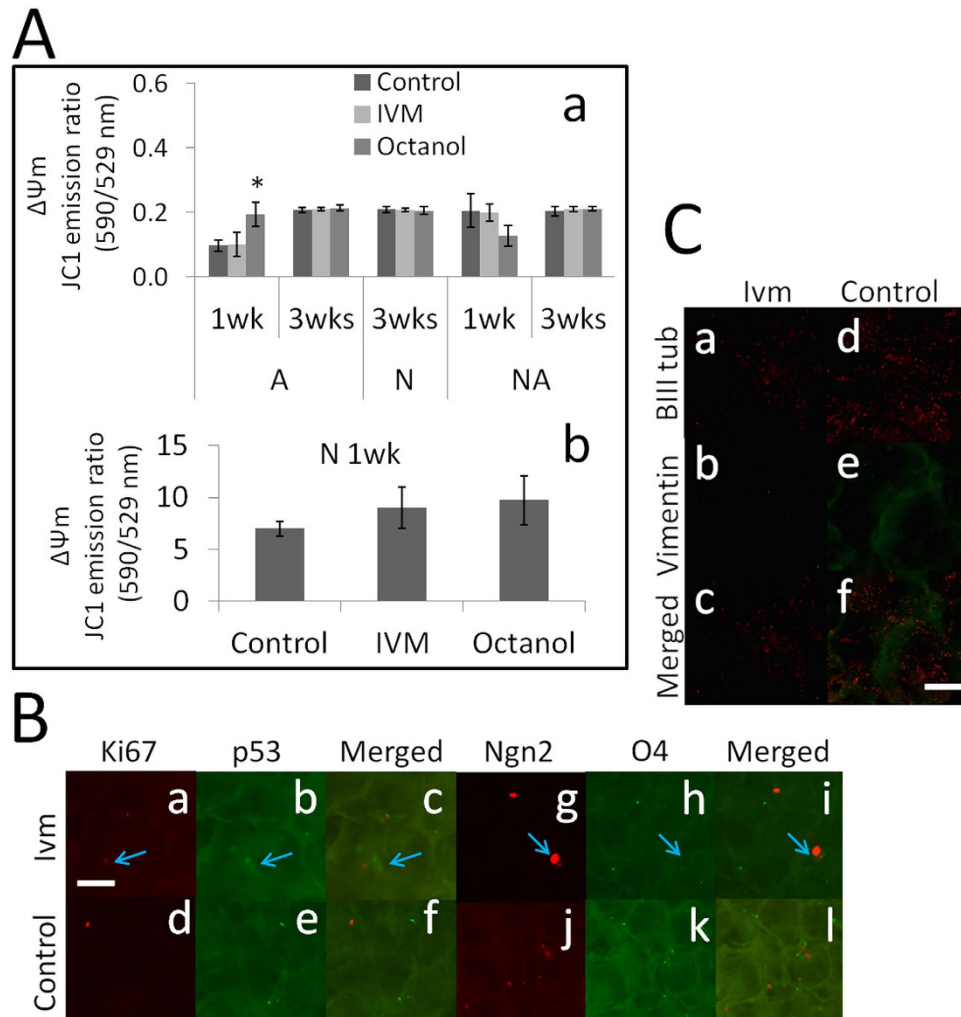 A
0.6
0.4
0.2
0.0
ΔΨm
JC1 emission ratio
(590/529 nm)
Control
IVM
Octanol
a
*
1wk 3wks 3wks 1wk 3wks
A N NA
N 1wk
b
15
10
5
0
ΔΨm
JC1 emission ratio
(590/529 nm)
Control IVM Octanol
C
Ivm Control
BIII tub
Vimentin
Merged
a d
b e
c f
B
Ki67 p53 Merged Ngn2 O4 Merged
Ivm
a b c g h i
Control
d e f j k l